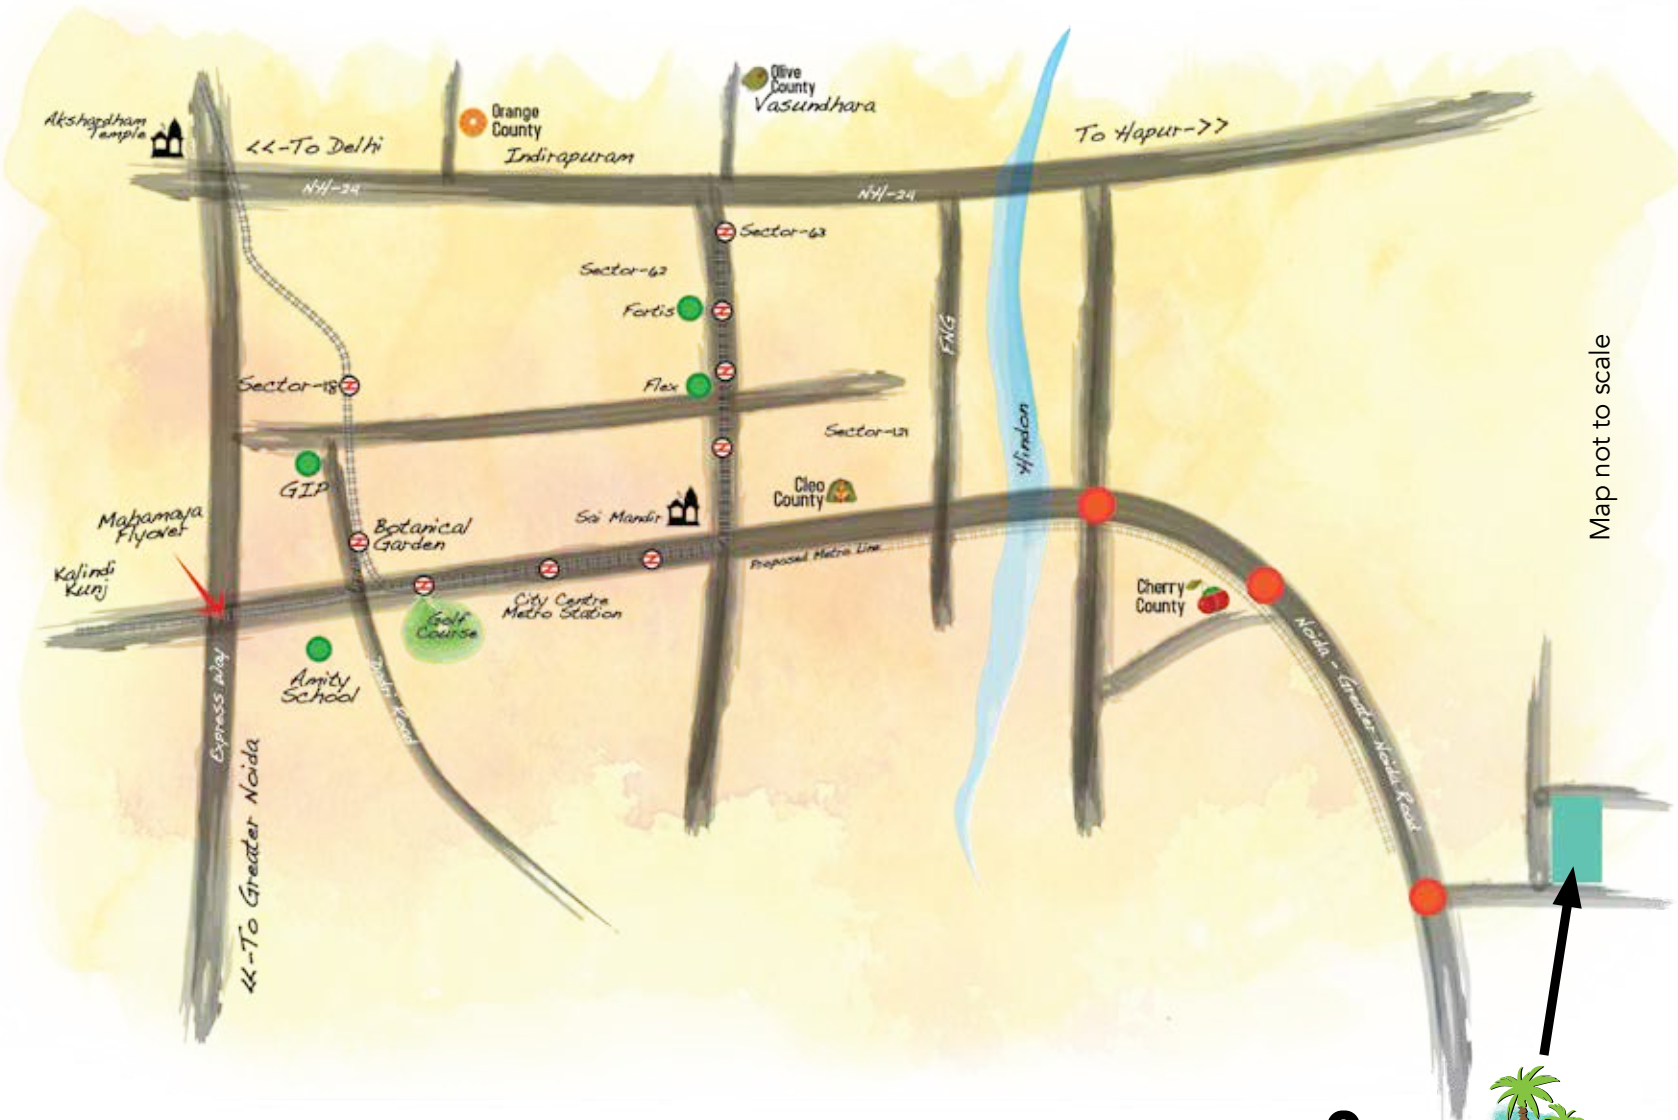 Olive
County
Vasundhara
Orange
County
Indirapuram
Akshardham
Temple
<<-To Delhi
To Hapur->>
NH-24
NH-24
Sector-63
Sector-62
Fortis
FNG
Sector-18
Flex
Hindon
Sector-121
Map not to scale
GIP
Cleo
County
Mahamaya
Flyover
Sai Mandir
Botanical
Garden
Proposed Metro Line
Kalindi
Kunj
City Centre
Metro Station
Golf
Course
Cherry
County
Amity
School
Express Way
Road
Noida - Greater Noida Road
<<-To Greater Noida